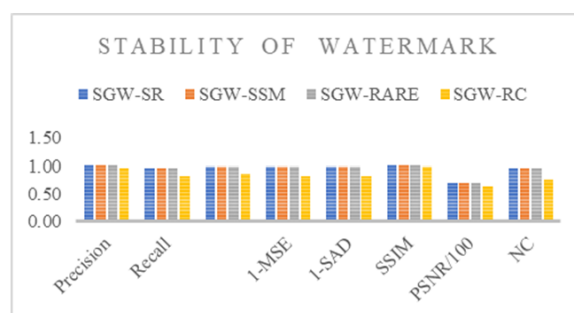 STABILITY OF WATERMARK
SGW-SR SGW-SSM SGW-RARE SGW-RC
1.50
1.00
0.50
0.00
Precision
Recall
1-MSE
1-SAD
SSIM
PSNR/100
NC